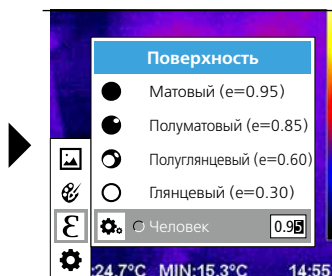 Поверхность
Матовый (e=0.95)
Полуматовый (e=0.85)
Полуглянцевый (e=0.60)
Глянцевый (e=0.30)
ε
Человек 0.95
:24.7°C MIN:15.3°C 14:55